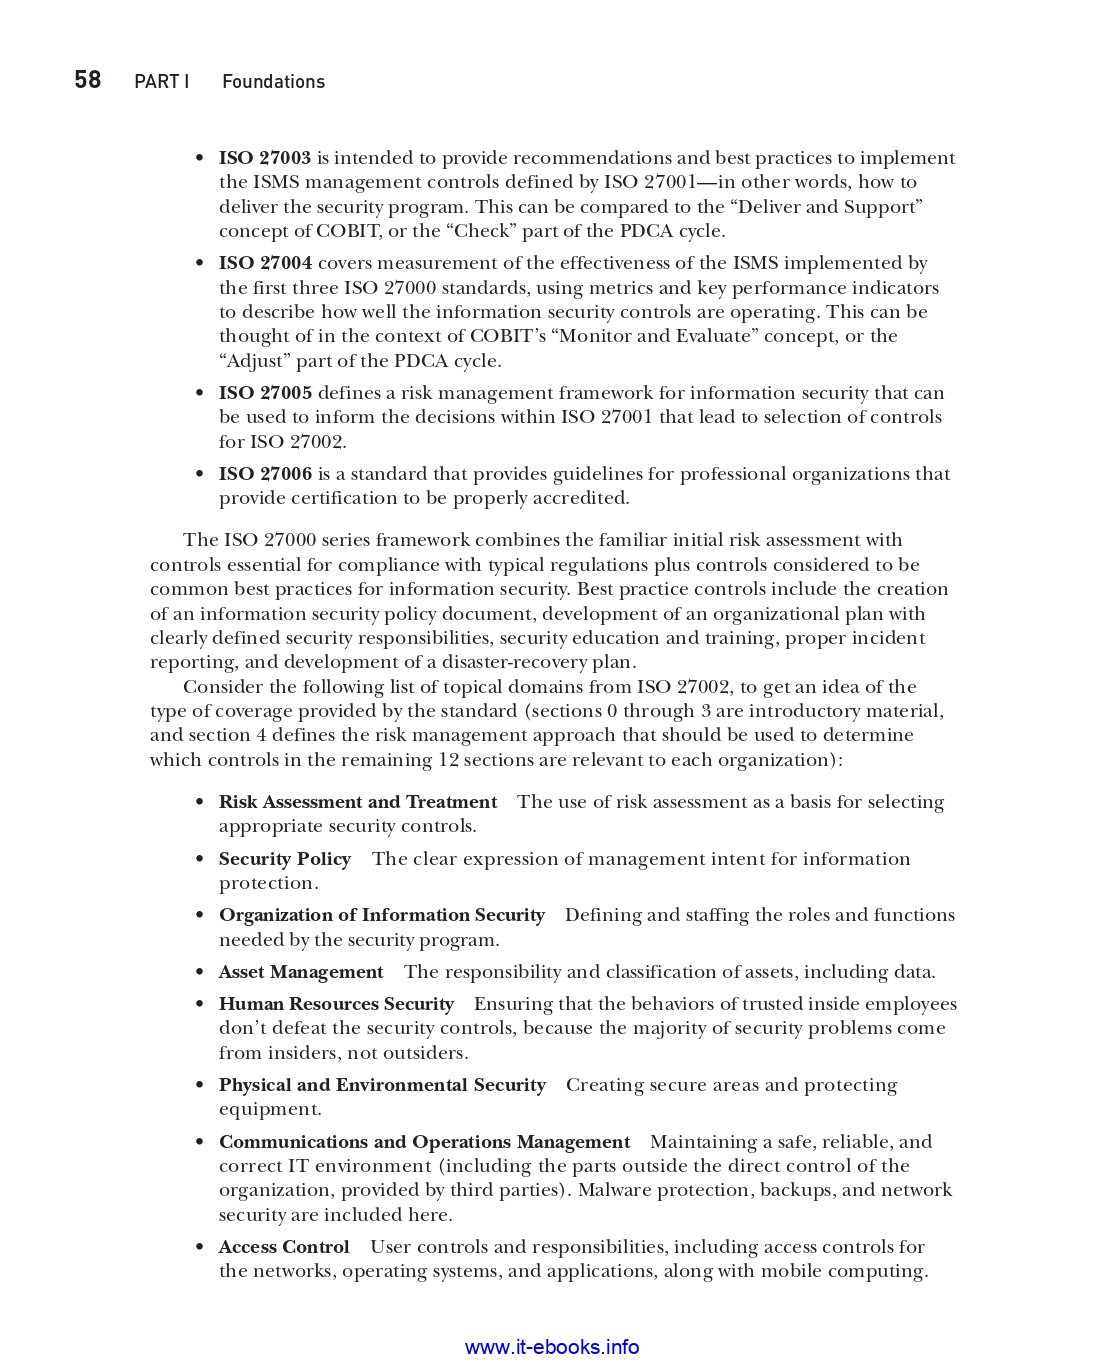 58 PART I Foundations
• ISO 27003 is intended to provide recommendations and best practices to implement
the ISMS management controls defined by ISO 27001—in other words, how to
deliver the security program. This can be compared to the “Deliver and Support”
concept of COBIT, or the “Check” part of the PDCA cycle.
• ISO 27004 covers measurement of the effectiveness of the ISMS implemented by
the first three ISO 27000 standards, using metrics and key performance indicators
to describe how well the information security controls are operating. This can be
thought of in the context of COBIT’s “Monitor and Evaluate” concept, or the
“Adjust” part of the PDCA cycle.
• ISO 27005 defines a risk management framework for information security that can
be used to inform the decisions within ISO 27001 that lead to selection of controls
for ISO 27002.
• ISO 27006 is a standard that provides guidelines for professional organizations that
provide certification to be properly accredited.
The ISO 27000 series framework combines the familiar initial risk assessment with
controls essential for compliance with typical regulations plus controls considered to be
common best practices for information security. Best practice controls include the creation
of an information security policy document, development of an organizational plan with
clearly defined security responsibilities, security education and training, proper incident
reporting, and development of a disaster-recovery plan.
Consider the following list of topical domains from ISO 27002, to get an idea of the
type of coverage provided by the standard (sections 0 through 3 are introductory material,
and section 4 defines the risk management approach that should be used to determine
which controls in the remaining 12 sections are relevant to each organization):
• Risk Assessment and Treatment The use of risk assessment as a basis for selecting
appropriate security controls.
• Security Policy The clear expression of management intent for information
protection.
• Organization of Information Security Defining and staffing the roles and functions
needed by the security program.
• Asset Management The responsibility and classification of assets, including data.
• Human Resources Security Ensuring that the behaviors of trusted inside employees
don’t defeat the security controls, because the majority of security problems come
from insiders, not outsiders.
• Physical and Environmental Security Creating secure areas and protecting
equipment.
• Communications and Operations Management Maintaining a safe, reliable, and
correct IT environment (including the parts outside the direct control of the
organization, provided by third parties). Malware protection, backups, and network
security are included here.
• Access Control User controls and responsibilities, including access controls for
the networks, operating systems, and applications, along with mobile computing.
www.it-ebooks.info